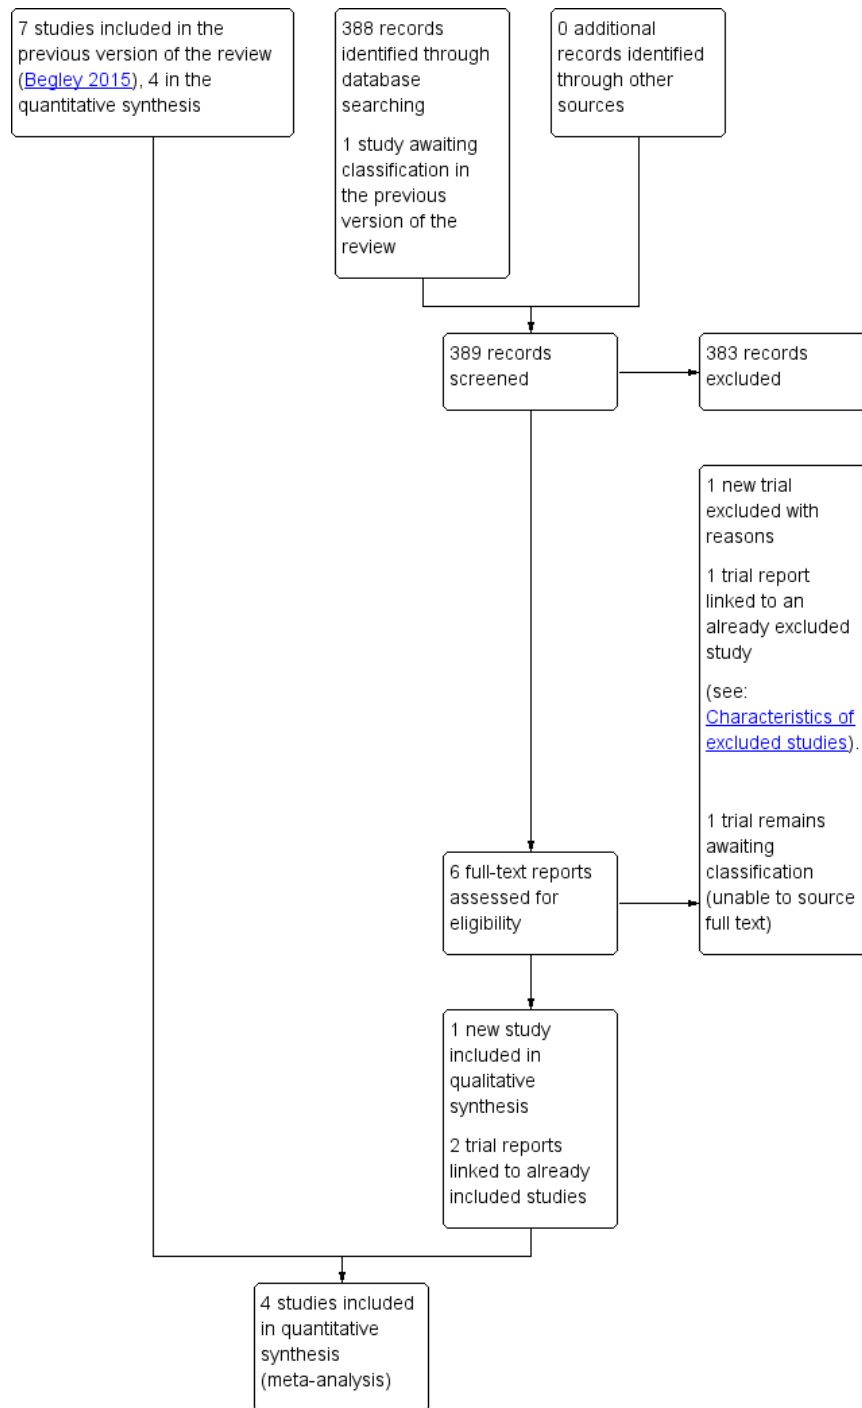 7 studies included in the
previous version of the review
(Begley 2015), 4 in the
quantitative synthesis
388 records
identified through
database
searching
1 study awaiting
classification in
the previous
version of the
review
0 additional
records identified
through other
sources
389 records
screened
383 records
excluded
1 new trial
excluded with
reasons
1 trial report
linked to an
already excluded
study
(see:
Characteristics of
excluded studies).
1 trial remains
awaiting
classification
(unable to source
full text)
6 full-text reports
assessed for
eligibility
1 new study
included in
qualitative
synthesis
2 trial reports
linked to already
included studies
4 studies included
in quantitative
synthesis
(meta-analysis)